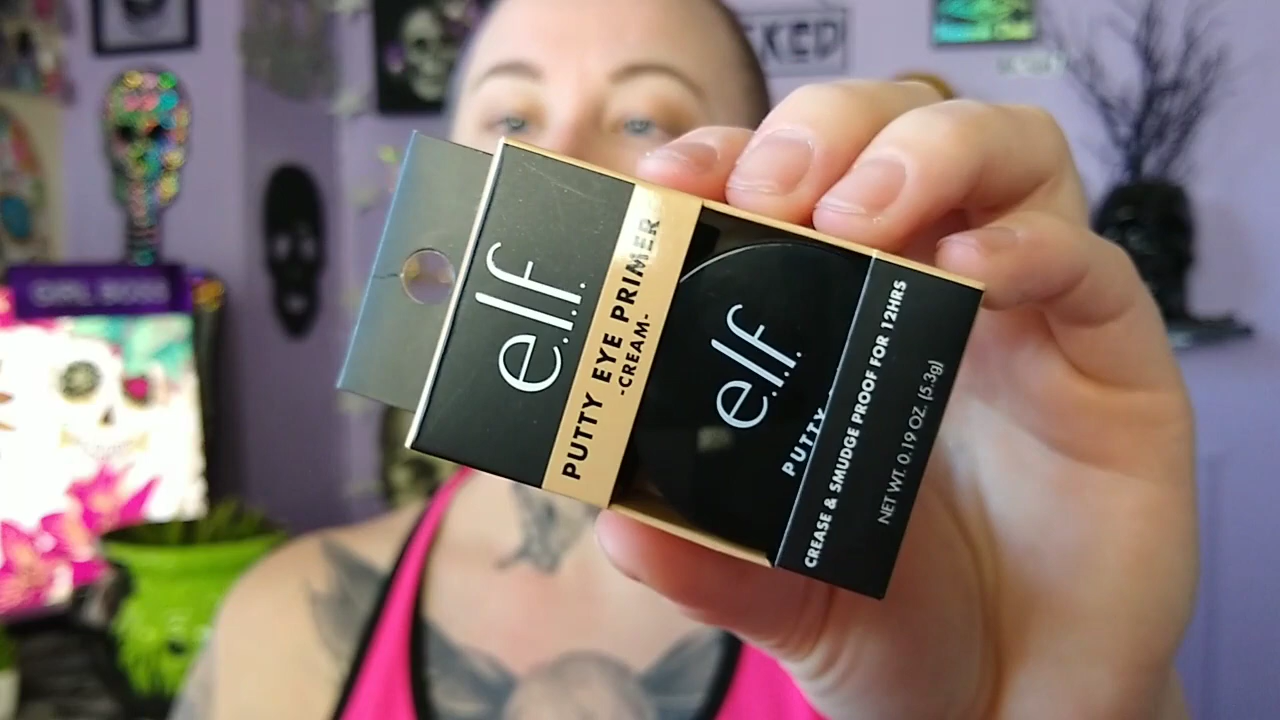 e.l.f.
PUTTY EYE PRIMER
-CREAM-
e.l.f.
PUTTY
CREASE & SMUDGE PROOF FOR 12HRS
NET WT. 0.19 OZ. (5.3g)
GIRL BOSS